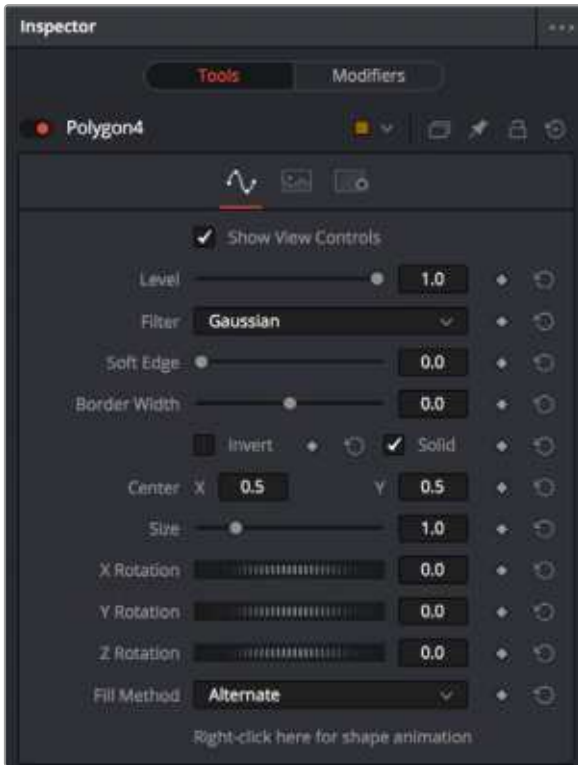 Inspector
Tools Modifiers
Polygon4
Show View Controls
Level 1.0
Filter Gaussian
Soft Edge 0.0
Border Width 0.0
Invert Solid
Center X 0.5 Y 0.5
Size 1.0
X Rotation 0.0
Y Rotation 0.0
Z Rotation 0.0
Fill Method Alternate
Right-click here for shape animation